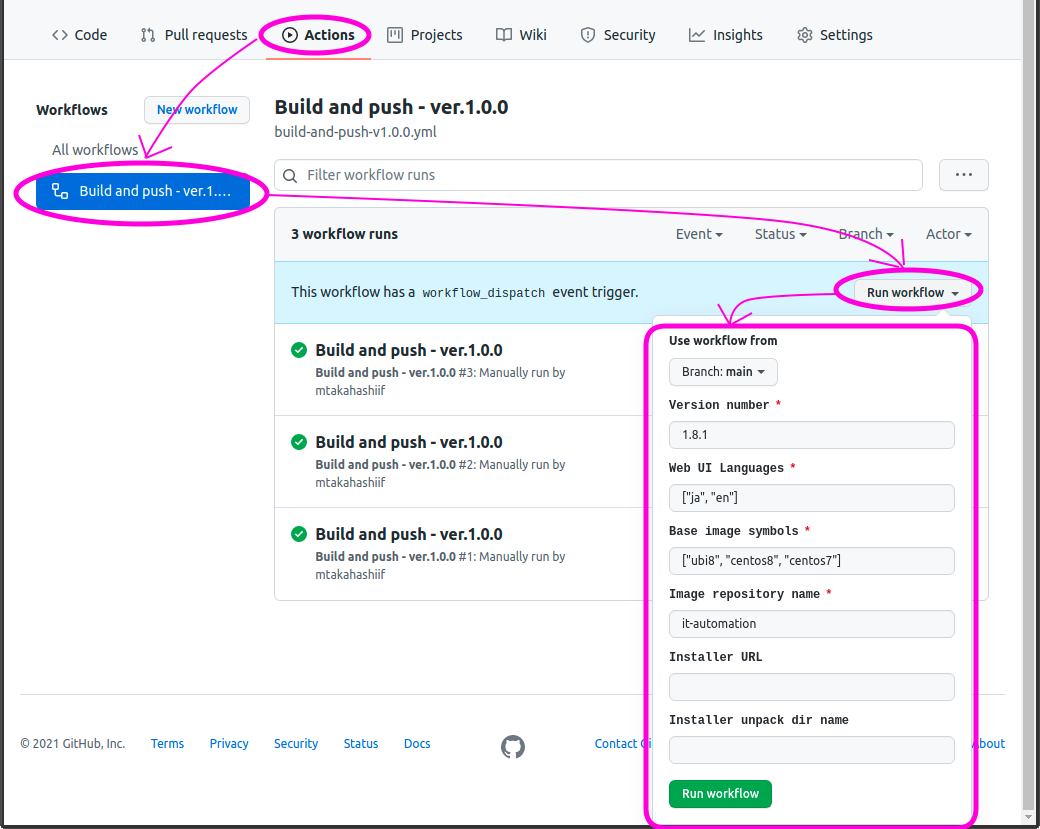 Code Pull requests Actions Projects Wiki Security Insights Settings
Workflows New workflow
All workflows
Build and push - ver.1....
Build and push - ver.1.0.0
build-and-push-v1.0.0.yml
Filter workflow runs
3 workflow runs Event Status Branch Actor
This workflow has a workflow_dispatch event trigger. Run workflow
Build and push - ver.1.0.0
Build and push - ver.1.0.0 #3: Manually run by
mtakahashiif
Build and push - ver.1.0.0
Build and push - ver.1.0.0 #2: Manually run by
mtakahashiif
Build and push - ver.1.0.0
Build and push - ver.1.0.0 #1: Manually run by
mtakahashiif
Use workflow from
Branch: main
Version number *
1.8.1
Web UI Languages *
["ja", "en"]
Base image symbols *
["ubi8", "centos8", "centos7"]
Image repository name *
it-automation
Installer URL
Installer unpack dir name
Run workflow
© 2021 GitHub, Inc. Terms Privacy Security Status Docs Contact About